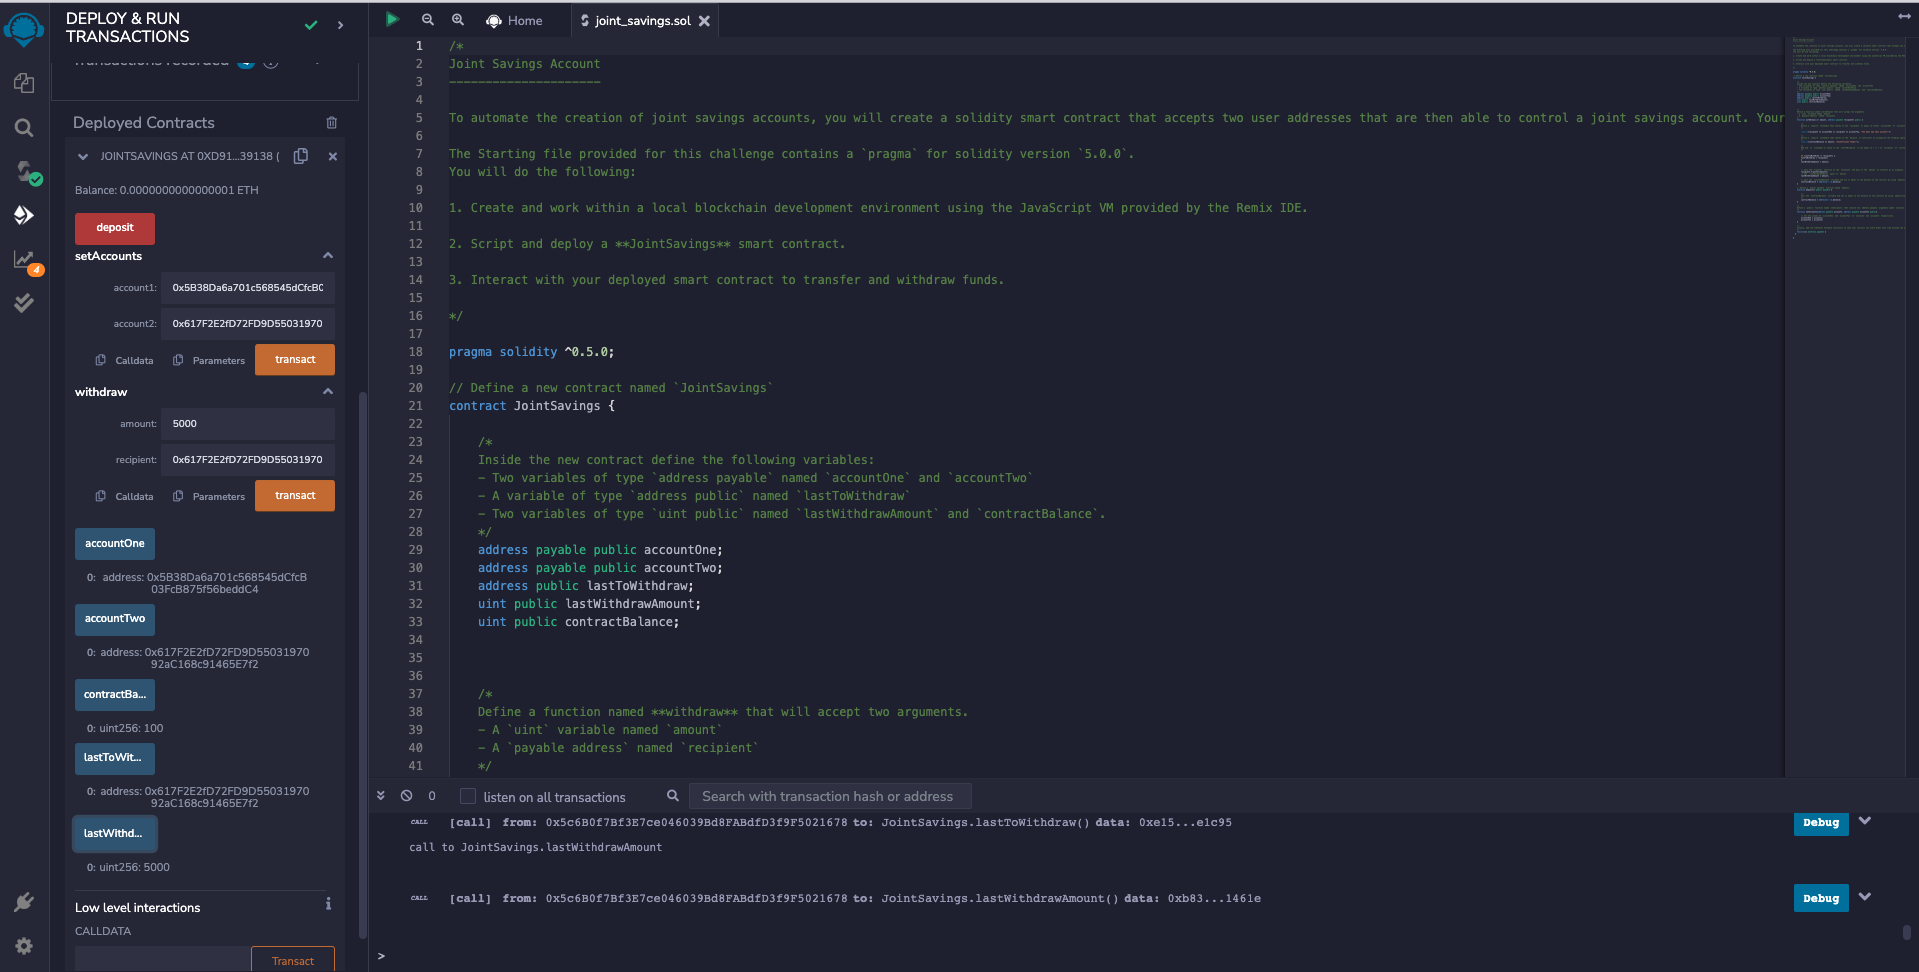 DEPLOY & RUN
TRANSACTIONS
Transactions recorded
Deployed Contracts
JOINTSAVINGS AT 0XD91...39138 (
Balance: 0.0000000000000001 ETH
deposit
setAccounts
account1: 0x5B38Da6a701c568545dCfcB0
account2: 0x617F2E2fD72FD9D55031970
Calldata Parameters transact
withdraw
amount: 5000
recipient: 0x617F2E2fD72FD9D55031970
Calldata Parameters transact
accountOne
0: address: 0x5B38Da6a701c568545dCfcB
03FcB875f56beddC4
accountTwo
0: address: 0x617F2E2fD72FD9D55031970
92aC168c91465E7f2
contractBa...
0: uint256: 100
lastToWit...
0: address: 0x617F2E2fD72FD9D55031970
92aC168c91465E7f2
lastWithd...
0: uint256: 5000
Low level interactions
CALLDATA
Transact
4
Home joint_savings.sol
1 /*
2 Joint Savings Account
3 ---------------------
4
5 To automate the creation of joint savings accounts, you will create a solidity smart contract that accepts two user addresses that are then able to control a joint savings account. Your
6
7 The Starting file provided for this challenge contains a `pragma` for solidity version `5.0.0`.
8 You will do the following:
9
10 1. Create and work within a local blockchain development environment using the JavaScript VM provided by the Remix IDE.
11
12 2. Script and deploy a **JointSavings** smart contract.
13
14 3. Interact with your deployed smart contract to transfer and withdraw funds.
15
16 */
17
18 pragma solidity ^0.5.0;
19
20 // Define a new contract named `JointSavings`
21 contract JointSavings {
22
23 /*
24 Inside the new contract define the following variables:
25 - Two variables of type `address payable` named `accountOne` and `accountTwo`
26 - A variable of type `address public` named `lastToWithdraw`
27 - Two variables of type `uint public` named `lastWithdrawAmount` and `contractBalance`.
28 */
29 address payable public accountOne;
30 address payable public accountTwo;
31 address public lastToWithdraw;
32 uint public lastWithdrawAmount;
33 uint public contractBalance;
34
35
36
37 /*
38 Define a function named **withdraw** that will accept two arguments.
39 - A `uint` variable named `amount`
40 - A `payable address` named `recipient`
41 */
0 listen on all transactions Search with transaction hash or address
CALL [call] from: 0x5c6B0f7Bf3E7ce046039Bd8FABdfD3f9F5021678 to: JointSavings.lastToWithdraw() data: 0xe15...e1c95 Debug
call to JointSavings.lastWithdrawAmount
CALL [call] from: 0x5c6B0f7Bf3E7ce046039Bd8FABdfD3f9F5021678 to: JointSavings.lastWithdrawAmount() data: 0xb83...1461e Debug
>